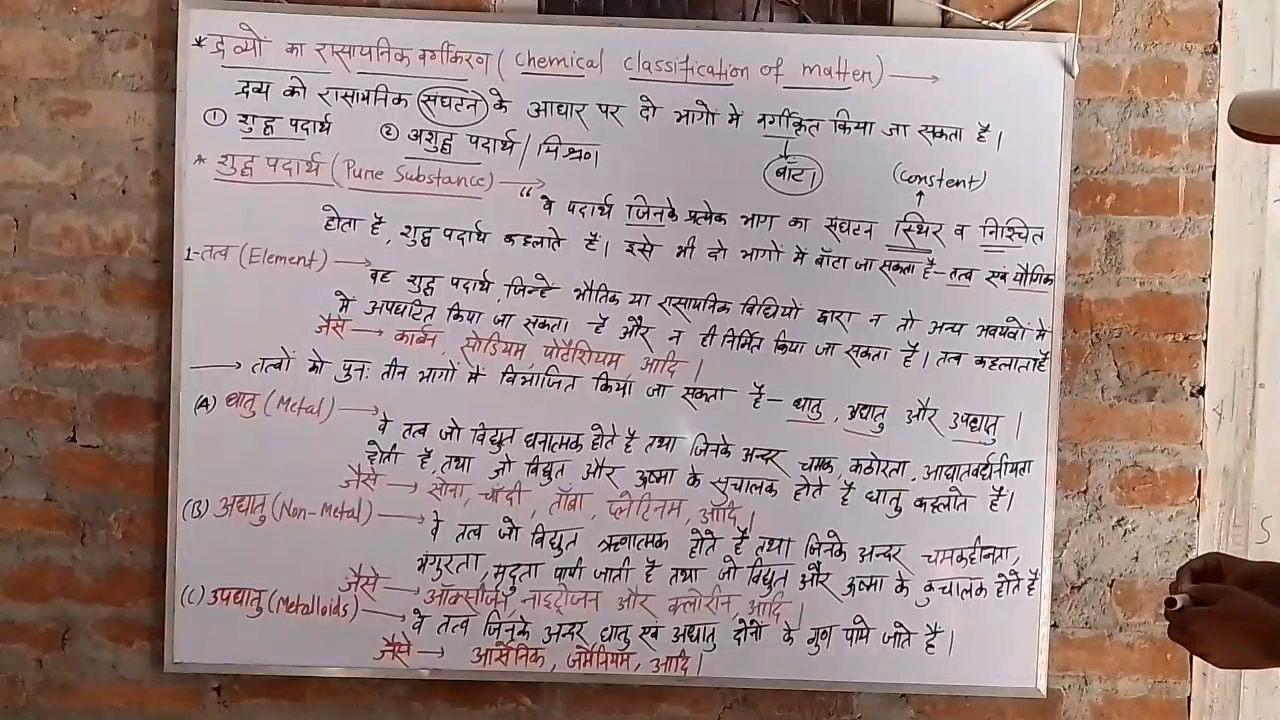 * द्रव्यों का रासायनिक वर्गीकरण ( Chemical Classification of matter) →
द्रव्य को रासायनिक संघटन के आधार पर दो भागों में वर्गीकृत किया जा सकता है।
① शुद्ध पदार्थ ② अशुद्ध पदार्थ / मिश्रण
बाँटा
* शुद्ध पदार्थ (Pure Substance) →
(Constent)
“ वे पदार्थ जिनके प्रत्येक भाग का संघटन स्थिर व निश्चित
होता है, शुद्ध पदार्थ कहलाते हैं। इसे भी दो भागों में बाँटा जा सकता है- तत्व एवं यौगिक
1- तत्व (Element) →
वह शुद्ध पदार्थ, जिन्हे भौतिक या रासायनिक विधियों द्वारा न तो अन्य अवयवों में
में अपघटित किया जा सकता है और न ही निर्मित किया जा सकता है। तत्व कहलाता है
जैसे → कार्बन, सोडियम, पोटैशियम, आदि।
→ तत्वों को पुनः तीन भागों में विभाजित किया जा सकता है- धातु, अधातु और उपधातु।
(A) धातु (Metal) →
वे तत्व जो विद्युत धनात्मक होते है तथा जिनके अन्दर चमक, कठोरता, आघातवर्धनीयता
होती है, तथा जो विद्युत और ऊष्मा के सुचालक होते है धातु कहलाते हैं।
जैसे → सोना, चाँदी, ताँबा, प्लेटिनम, आदि।
(B) अधातु (Non-Metal) →
वे तत्व जो विद्युत ऋणात्मक होते है तथा जिनके अन्दर चमकहीनता,
भंगुरता, मृदुता पायी जाती है तथा जो विद्युत और ऊष्मा के कुचालक होते है
जैसे → ऑक्सीजन, नाइट्रोजन और क्लोरीन, आदि।
(C) उपधातु (Metalloids) →
वे तत्व जिनके अन्दर धातु एवं अधातु दोनों के गुण पाये जाते हैं।
जैसे → आर्सेनिक, जर्मेनियम, आदि।